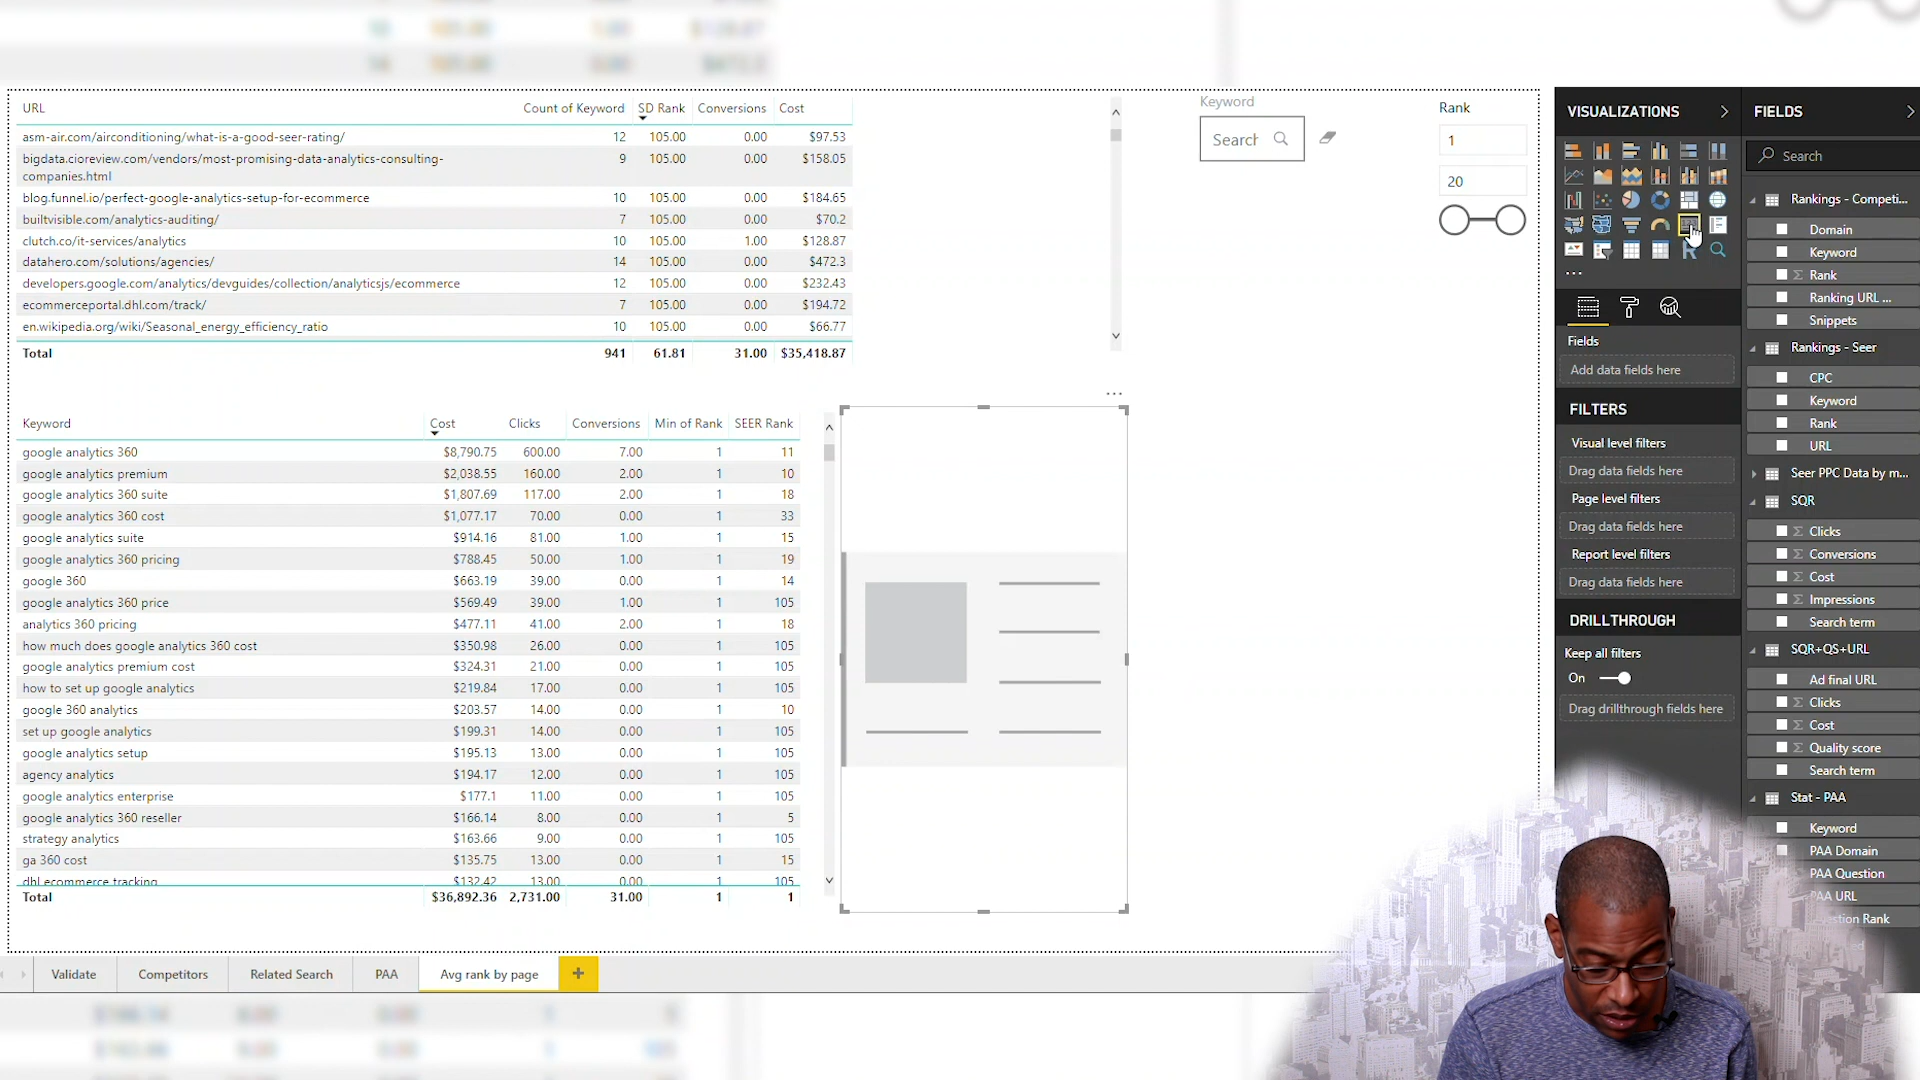 URL Count of Keyword SD Rank Conversions Cost
asm-air.com/airconditioning/what-is-a-good-seer-rating/ 12 105.00 0.00 $97.53
bigdata.cioreview.com/vendors/most-promising-data-analytics-consulting- 9 105.00 0.00 $158.05
companies.html
blog.funnel.io/perfect-google-analytics-setup-for-ecommerce 10 105.00 0.00 $184.65
builtvisible.com/analytics-auditing/ 7 105.00 0.00 $70.2
clutch.co/it-services/analytics 10 105.00 1.00 $128.87
datahero.com/solutions/agencies/ 14 105.00 0.00 $472.3
developers.google.com/analytics/devguides/collection/analyticsjs/ecommerce 12 105.00 0.00 $232.43
ecommerceportal.dhl.com/track/ 7 105.00 0.00 $194.72
en.wikipedia.org/wiki/Seasonal_energy_efficiency_ratio 10 105.00 0.00 $66.77
Total 941 61.81 31.00 $35,418.87
Keyword
Search
Rank
1
20
Keyword Cost Clicks Conversions Min of Rank SEER Rank
google analytics 360 $8,790.75 600.00 7.00 1 11
google analytics premium $2,038.55 160.00 2.00 1 10
google analytics 360 suite $1,807.69 117.00 2.00 1 18
google analytics 360 cost $1,077.17 70.00 0.00 1 33
google analytics suite $914.16 81.00 1.00 1 15
google analytics 360 pricing $788.45 50.00 1.00 1 19
google 360 $663.19 39.00 0.00 1 14
google analytics 360 price $569.49 39.00 1.00 1 105
analytics 360 pricing $477.11 41.00 2.00 1 18
how much does google analytics 360 cost $350.98 26.00 0.00 1 105
google analytics premium cost $324.31 21.00 0.00 1 105
how to set up google analytics $219.84 17.00 0.00 1 105
google 360 analytics $203.57 14.00 0.00 1 10
set up google analytics $199.31 14.00 0.00 1 105
google analytics setup $195.13 13.00 0.00 1 105
agency analytics $194.17 12.00 0.00 1 105
google analytics enterprise $177.1 11.00 0.00 1 105
google analytics 360 reseller $166.14 8.00 0.00 1 5
strategy analytics $163.66 9.00 0.00 1 105
ga 360 cost $135.75 13.00 0.00 1 15
dhl ecommerce tracking $132.42 13.00 0.00 1 105
Total $36,892.36 2,731.00 31.00 1 1
Validate Competitors Related Search PAA Avg rank by page +
VISUALIZATIONS
R
Fields
Add data fields here
FILTERS
Visual level filters
Drag data fields here
Page level filters
Drag data fields here
Report level filters
Drag data fields here
DRILLTHROUGH
Keep all filters
On
Drag drillthrough fields here
FIELDS
Search
Rankings - Competi...
Domain
Keyword
Σ Rank
Ranking URL ...
Snippets
Rankings - Seer
CPC
Keyword
Rank
URL
Seer PPC Data by m...
SQR
Σ Clicks
Σ Conversions
Σ Cost
Σ Impressions
Search term
SQR+QS+URL
Ad final URL
Σ Clicks
Σ Cost
Σ Quality score
Search term
Stat - PAA
Keyword
PAA Domain
PAA Question
PAA URL
Rank